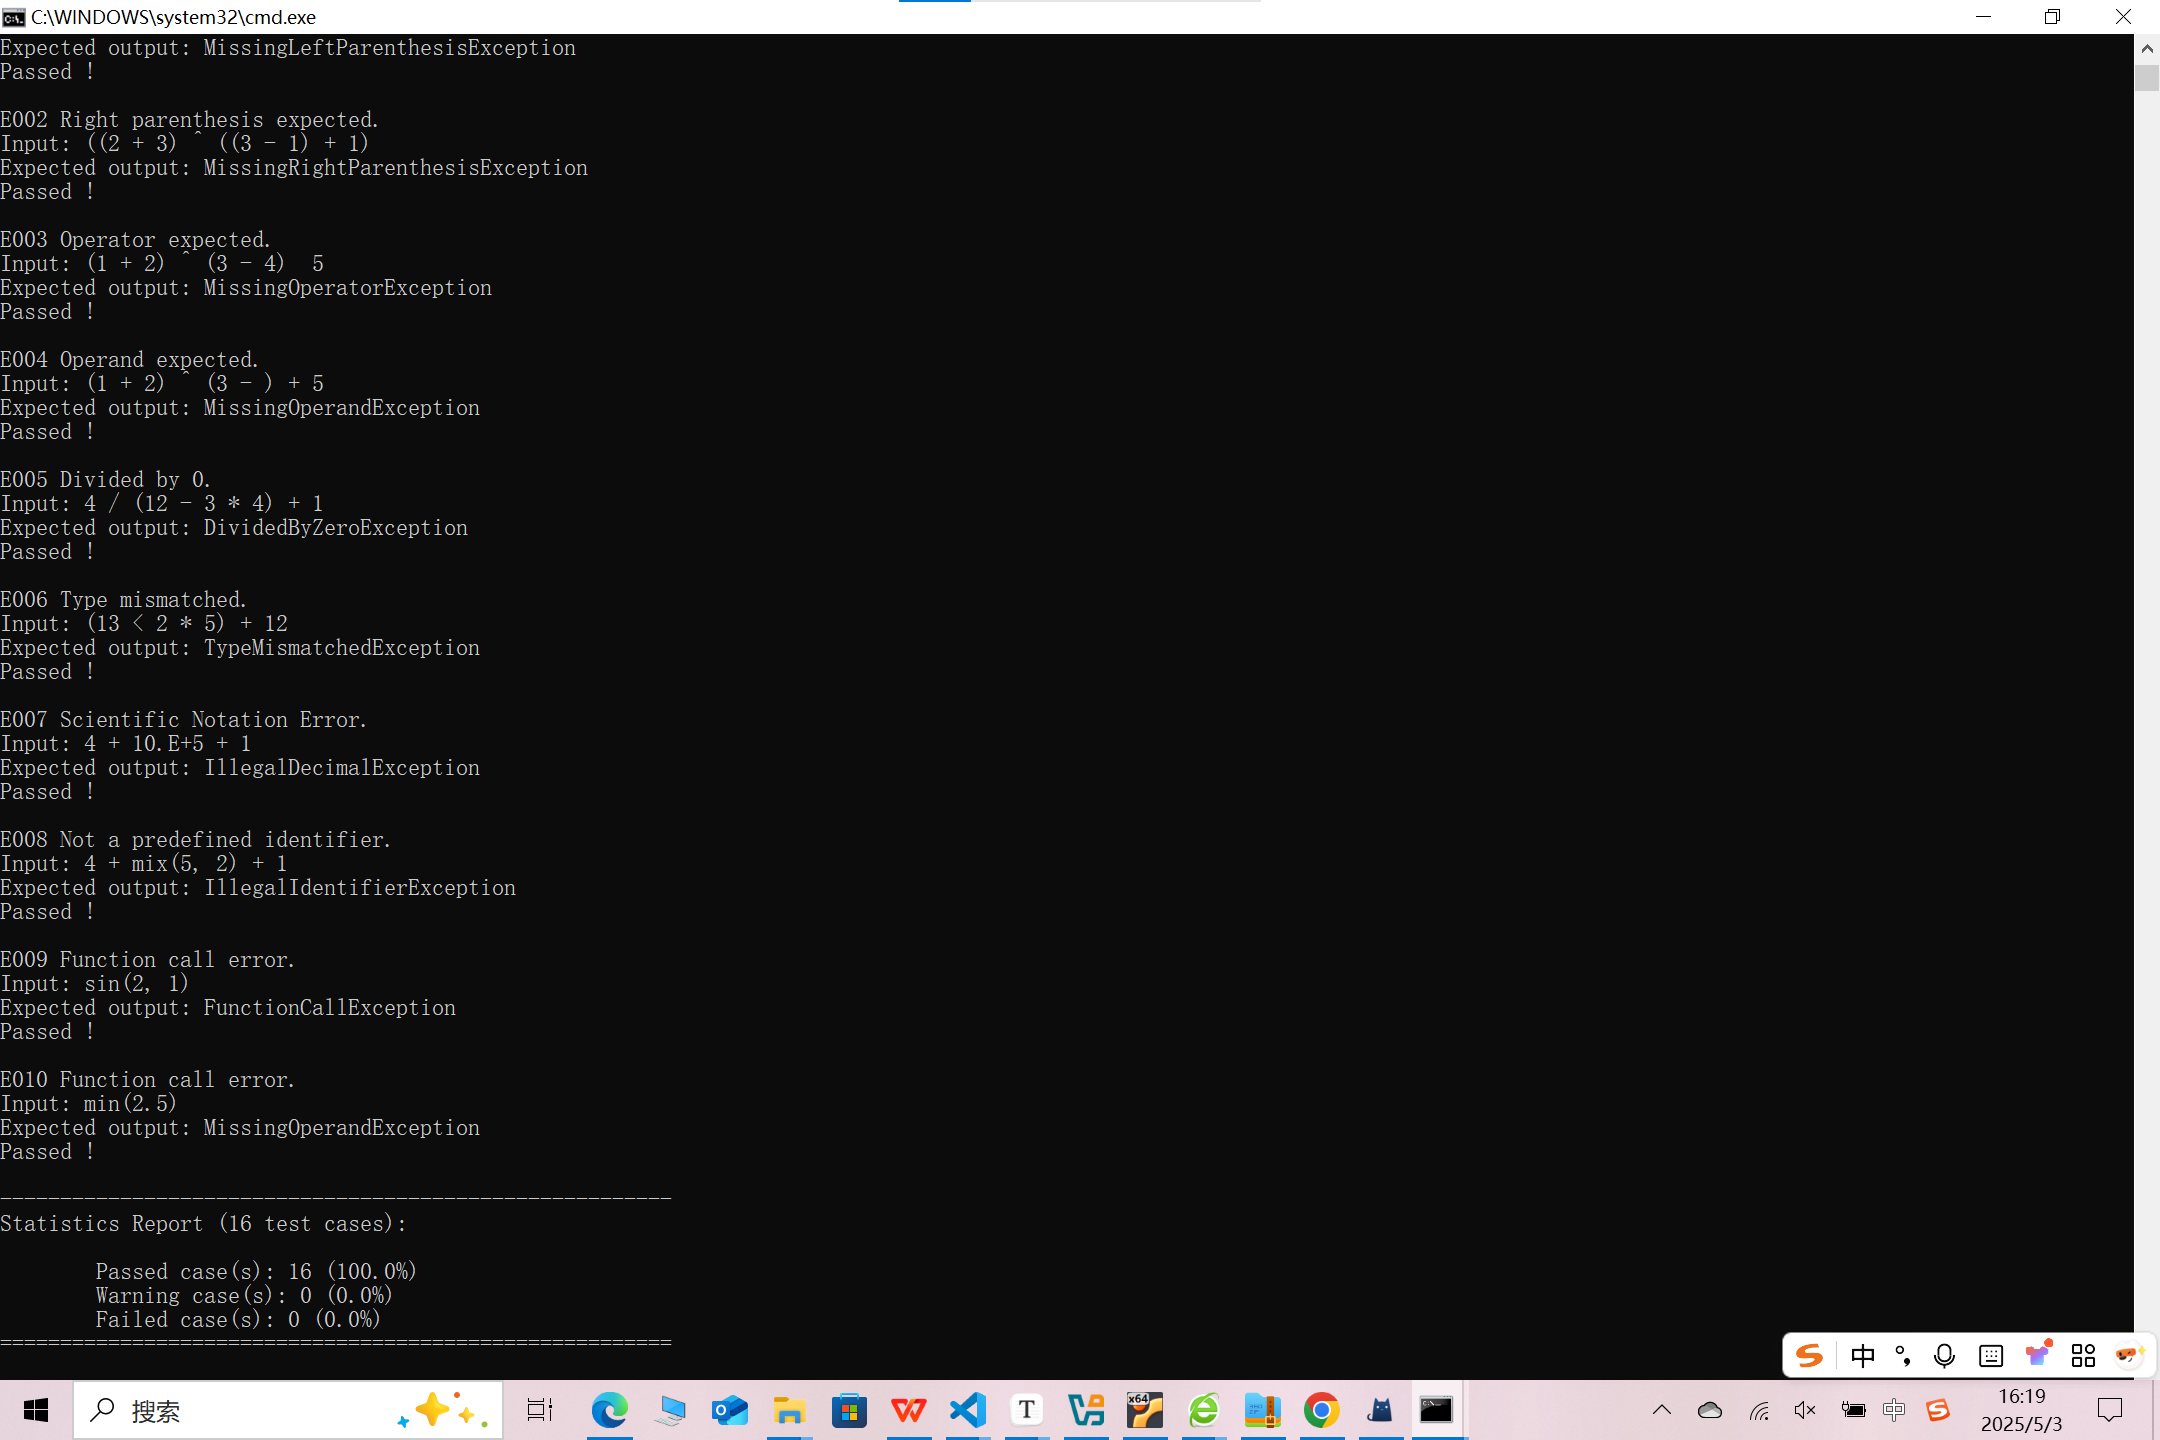 C:\WINDOWS\system32\cmd.exe
Expected output: MissingLeftParenthesisException
Passed !
E002 Right parenthesis expected.
Input: ((2 + 3) ^ ((3 - 1) + 1)
Expected output: MissingRightParenthesisException
Passed !
E003 Operator expected.
Input: (1 + 2) ^ (3 - 4)  5
Expected output: MissingOperatorException
Passed !
E004 Operand expected.
Input: (1 + 2) ^ (3 - ) + 5
Expected output: MissingOperandException
Passed !
E005 Divided by 0.
Input: 4 / (12 - 3 * 4) + 1
Expected output: DividedByZeroException
Passed !
E006 Type mismatched.
Input: (13 < 2 * 5) + 12
Expected output: TypeMismatchedException
Passed !
E007 Scientific Notation Error.
Input: 4 + 10.E+5 + 1
Expected output: IllegalDecimalException
Passed !
E008 Not a predefined identifier.
Input: 4 + mix(5, 2) + 1
Expected output: IllegalIdentifierException
Passed !
E009 Function call error.
Input: sin(2, 1)
Expected output: FunctionCallException
Passed !
E010 Function call error.
Input: min(2.5)
Expected output: MissingOperandException
Passed !
--------------------------------------------------------
Statistics Report (16 test cases):
Passed case(s): 16 (100.0%)
Warning case(s): 0 (0.0%)
Failed case(s): 0 (0.0%)
========================================================
中
搜索
x64
T
中
16:19
2025/5/3